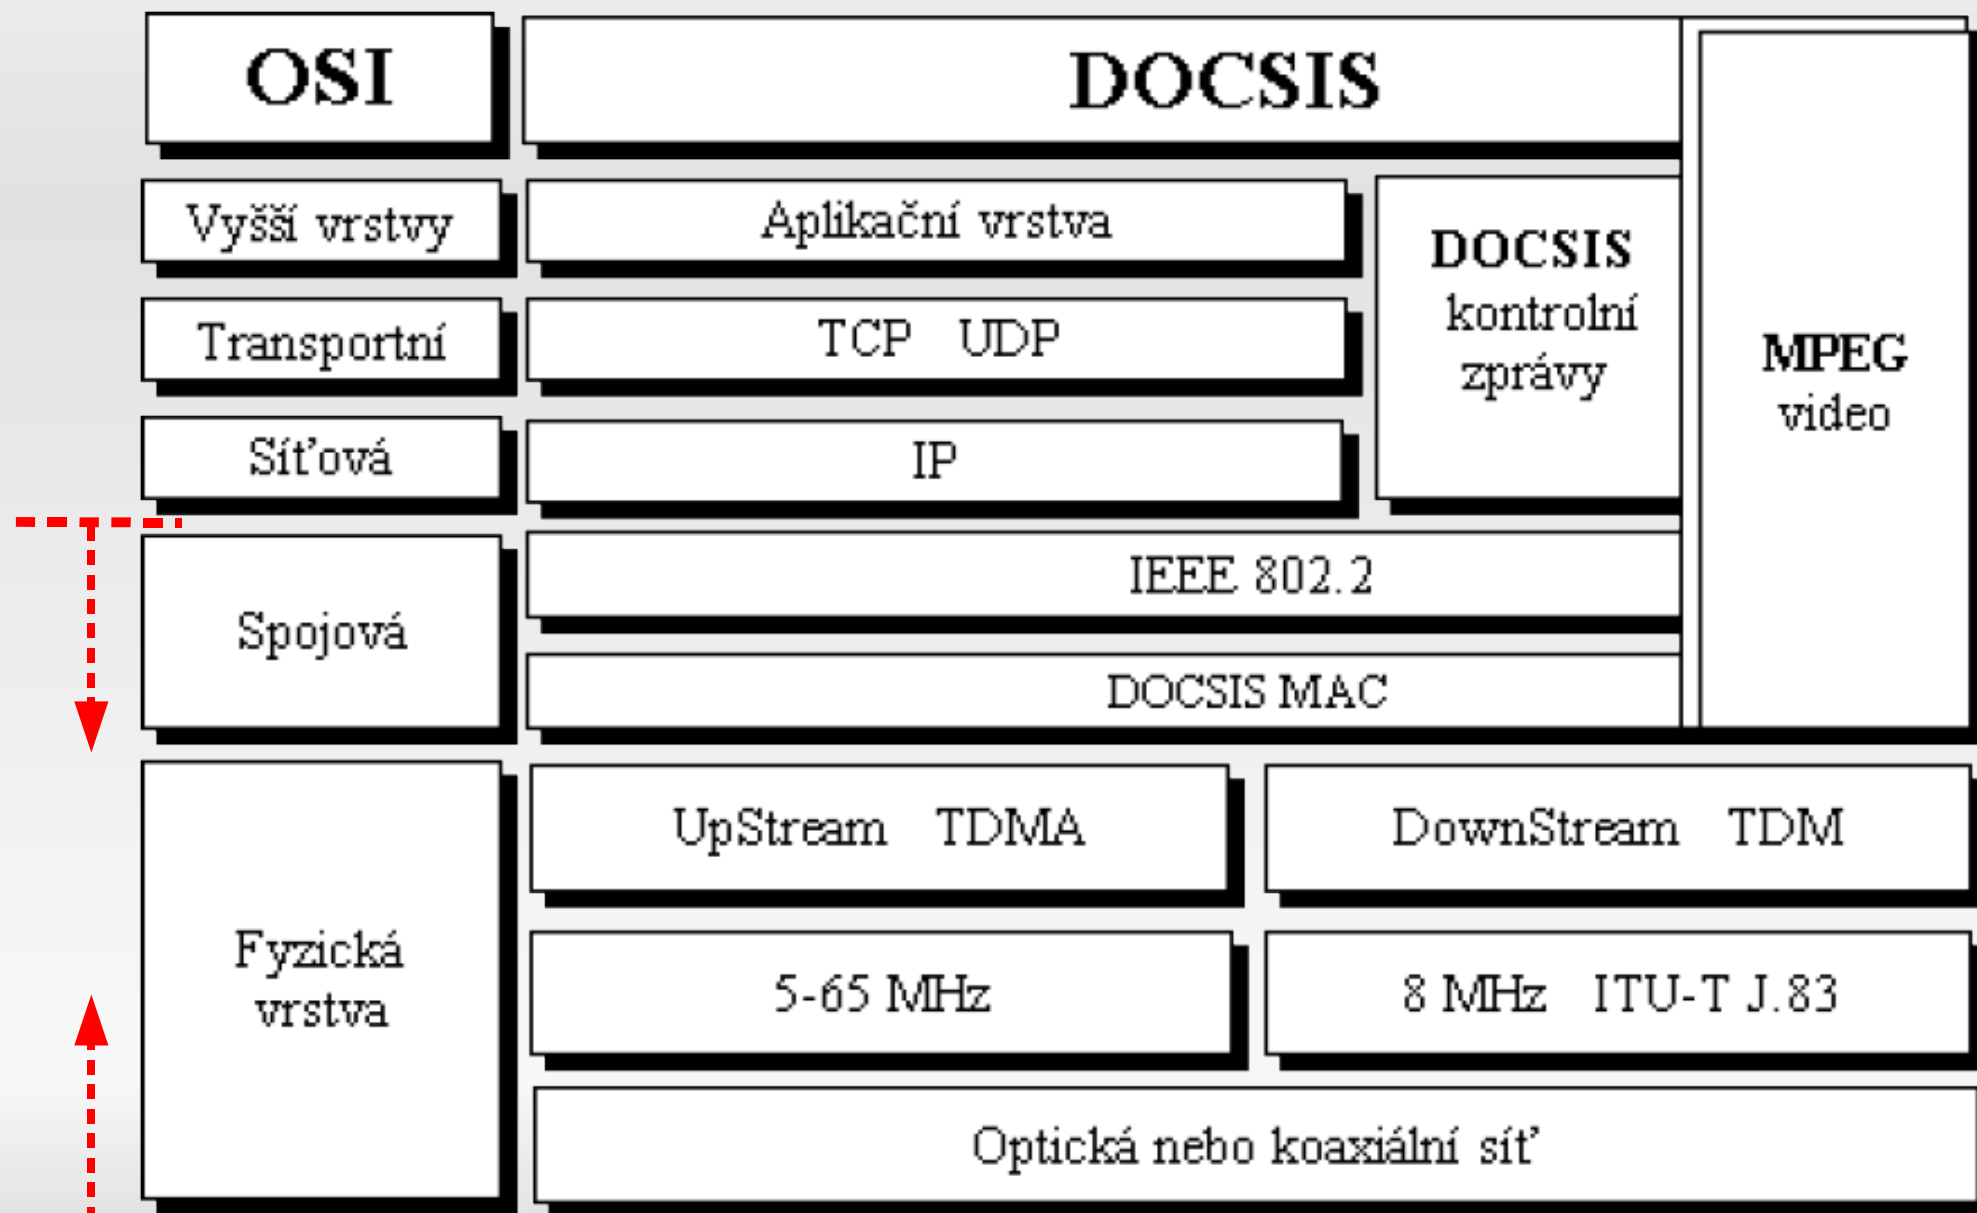 OSI
DOCSIS
Vyšší vrstvy
Aplikační vrstva
DOCSIS
kontrolní
zprávy
MPEG
video
Transportní
TCP UDP
Síťová
IP
Spojová
IEEE 802.2
DOCSIS MAC
Fyzická
vrstva
UpStream TDMA
DownStream TDM
5-65 MHz
8 MHz ITU-T J.83
Optická nebo koaxiální síť